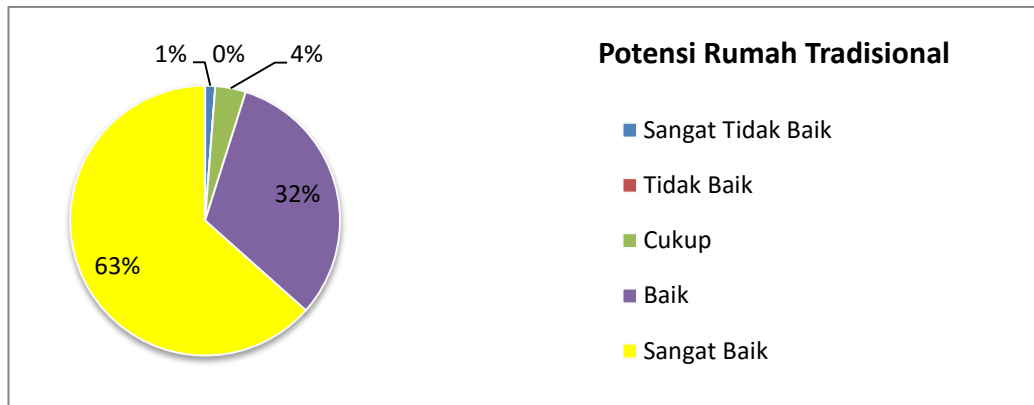 1% 0% 4%
Potensi Rumah Tradisional
Sangat Tidak Baik
Tidak Baik
Cukup
Baik
Sangat Baik
32%
63%